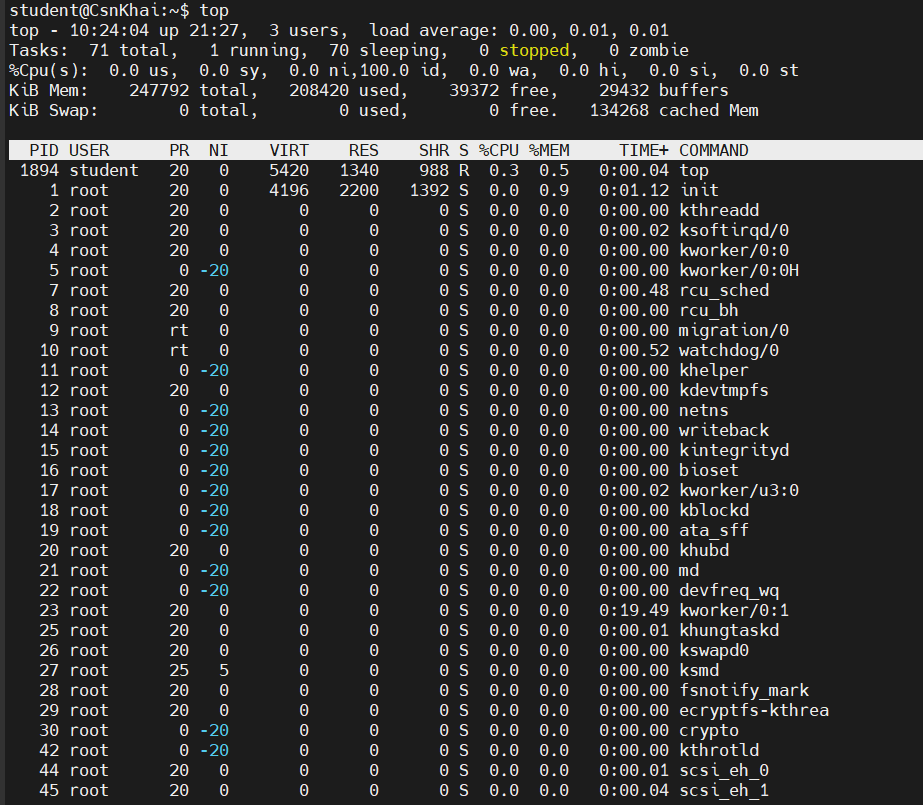 student@CsnKhai:~$ top
top - 10:24:04 up 21:27,  3 users,  load average: 0.00, 0.01, 0.01
Tasks:  71 total,   1 running,  70 sleeping,   0 stopped,   0 zombie
%Cpu(s):  0.0 us,  0.0 sy,  0.0 ni,100.0 id,  0.0 wa,  0.0 hi,  0.0 si,  0.0 st
KiB Mem:    247792 total,   208420 used,    39372 free,    29432 buffers
KiB Swap:        0 total,        0 used,        0 free.   134268 cached Mem
  PID USER      PR  NI    VIRT    RES    SHR S %CPU %MEM     TIME+ COMMAND
 1894 student   20   0    5420   1340    988 R  0.3  0.5   0:00.04 top
    1 root      20   0    4196   2200   1392 S  0.0  0.9   0:01.12 init
    2 root      20   0       0      0      0 S  0.0  0.0   0:00.00 kthreadd
    3 root      20   0       0      0      0 S  0.0  0.0   0:00.02 ksoftirqd/0
    4 root      20   0       0      0      0 S  0.0  0.0   0:00.00 kworker/0:0
    5 root       0 -20       0      0      0 S  0.0  0.0   0:00.00 kworker/0:0H
    7 root      20   0       0      0      0 S  0.0  0.0   0:00.48 rcu_sched
    8 root      20   0       0      0      0 S  0.0  0.0   0:00.00 rcu_bh
    9 root      rt   0       0      0      0 S  0.0  0.0   0:00.00 migration/0
   10 root      rt   0       0      0      0 S  0.0  0.0   0:00.52 watchdog/0
   11 root       0 -20       0      0      0 S  0.0  0.0   0:00.00 khelper
   12 root      20   0       0      0      0 S  0.0  0.0   0:00.00 kdevtmpfs
   13 root       0 -20       0      0      0 S  0.0  0.0   0:00.00 netns
   14 root       0 -20       0      0      0 S  0.0  0.0   0:00.00 writeback
   15 root       0 -20       0      0      0 S  0.0  0.0   0:00.00 kintegrityd
   16 root       0 -20       0      0      0 S  0.0  0.0   0:00.00 bioset
   17 root       0 -20       0      0      0 S  0.0  0.0   0:00.02 kworker/u3:0
   18 root       0 -20       0      0      0 S  0.0  0.0   0:00.00 kblockd
   19 root       0 -20       0      0      0 S  0.0  0.0   0:00.00 ata_sff
   20 root      20   0       0      0      0 S  0.0  0.0   0:00.00 khubd
   21 root       0 -20       0      0      0 S  0.0  0.0   0:00.00 md
   22 root       0 -20       0      0      0 S  0.0  0.0   0:00.00 devfreq_wq
   23 root      20   0       0      0      0 S  0.0  0.0   0:19.49 kworker/0:1
   25 root      20   0       0      0      0 S  0.0  0.0   0:00.01 khungtaskd
   26 root      20   0       0      0      0 S  0.0  0.0   0:00.00 kswapd0
   27 root      25   5       0      0      0 S  0.0  0.0   0:00.00 ksmd
   28 root      20   0       0      0      0 S  0.0  0.0   0:00.00 fsnotify_mark
   29 root      20   0       0      0      0 S  0.0  0.0   0:00.00 ecryptfs-kthrea
   30 root       0 -20       0      0      0 S  0.0  0.0   0:00.00 crypto
   42 root       0 -20       0      0      0 S  0.0  0.0   0:00.00 kthrotld
   44 root      20   0       0      0      0 S  0.0  0.0   0:00.01 scsi_eh_0
   45 root      20   0       0      0      0 S  0.0  0.0   0:00.04 scsi_eh_1